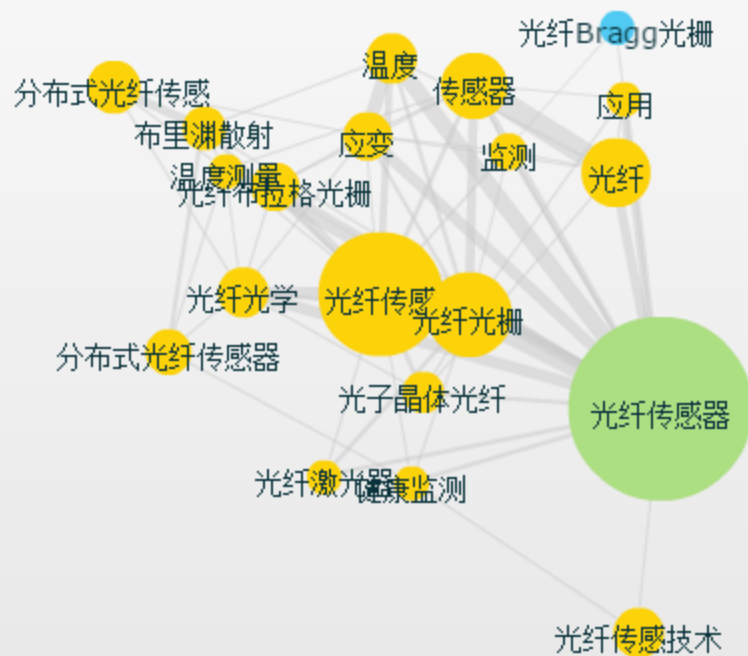 光纤Bragg光栅
温度
分布式光纤传感
传感器
应用
布里渊散射
应变
监测
温度测量
光纤布拉格光栅
光纤
光纤光学
光纤传感
光纤光栅
分布式光纤传感器
光子晶体光纤
光纤传感器
光纤激光器
健康监测
光纤传感技术